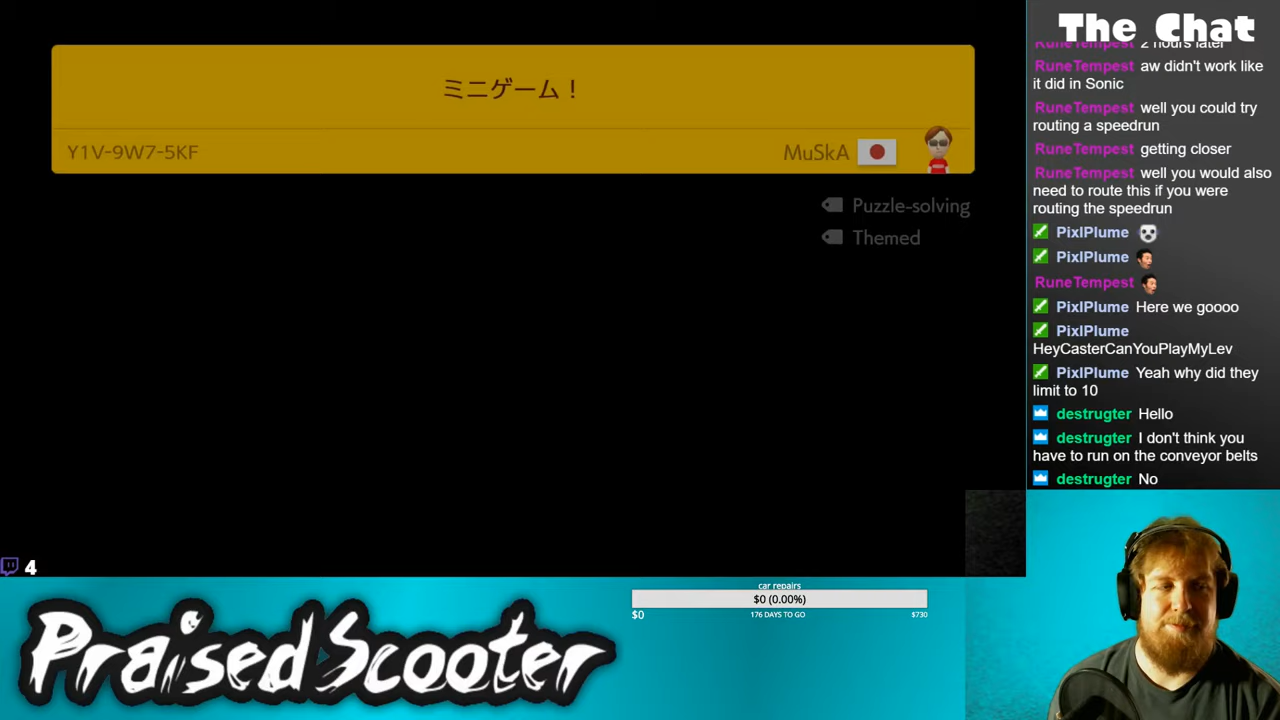 ミニゲーム！
Y1V-9W7-5KF
MuSkA
Puzzle-solving
Themed
4
The Chat
RuneTempest 2 hours later
RuneTempest aw didn't work like
it did in Sonic
RuneTempest well you could try
routing a speedrun
RuneTempest getting closer
RuneTempest well you would also
need to route this if you were
routing the speedrun
PixlPlume
PixlPlume
RuneTempest
PixlPlume Here we goooo
PixlPlume
HeyCasterCanYouPlayMyLev
PixlPlume Yeah why did they
limit to 10
destrugter Hello
destrugter I don't think you
have to run on the conveyor belts
destrugter No
PraisedScooter
car repairs
$0 (0.00%)
$0 176 DAYS TO GO $730